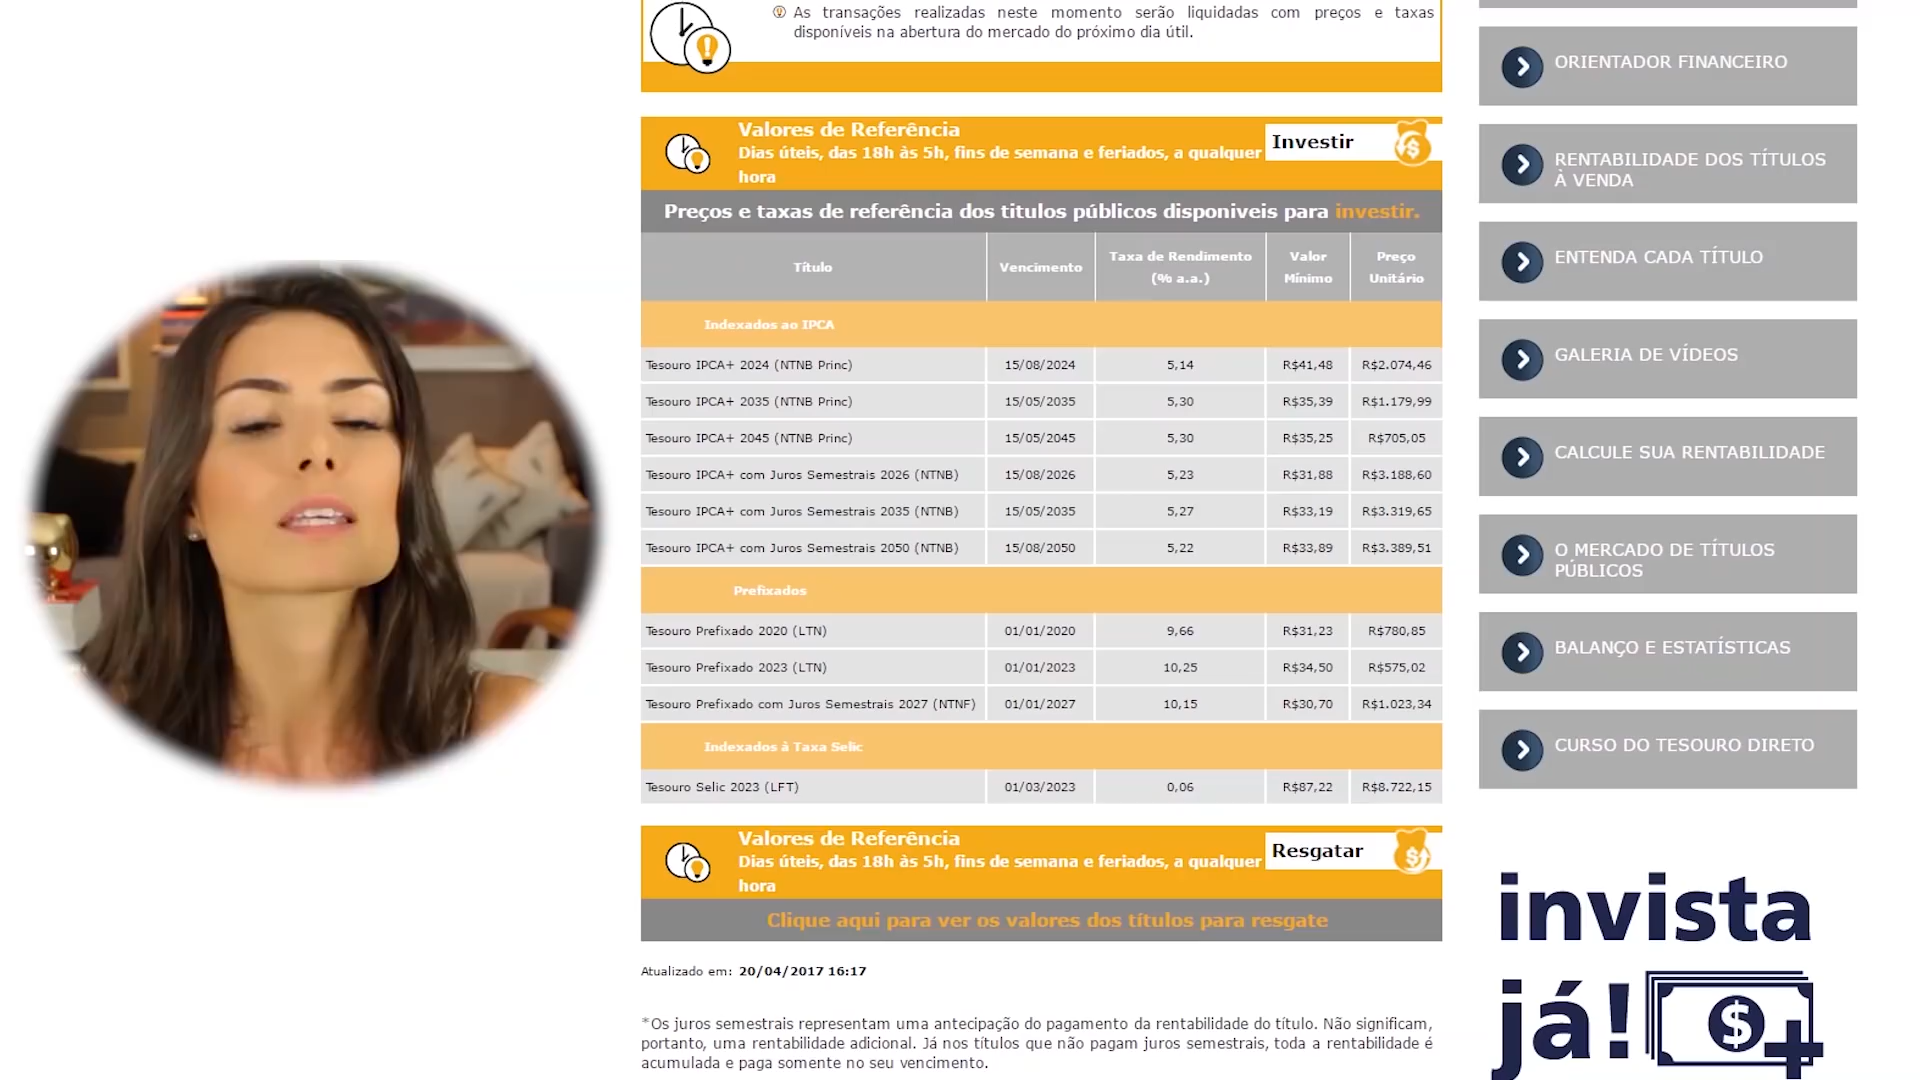 As transações realizadas neste momento serão liquidadas com preços e taxas
disponíveis na abertura do mercado do próximo dia útil.
Valores de Referência
Dias úteis, das 18h às 5h, fins de semana e feriados, a qualquer
hora
Investir
Preços e taxas de referência dos titulos públicos disponiveis para investir.
Título Vencimento Taxa de Rendimento (% a.a.) Valor Mínimo Preço Unitário
Indexados ao IPCA
Tesouro IPCA+ 2024 (NTNB Princ) 15/08/2024 5,14 R$41,48 R$2.074,46
Tesouro IPCA+ 2035 (NTNB Princ) 15/05/2035 5,30 R$35,39 R$1.179,99
Tesouro IPCA+ 2045 (NTNB Princ) 15/05/2045 5,30 R$35,25 R$705,05
Tesouro IPCA+ com Juros Semestrais 2026 (NTNB) 15/08/2026 5,23 R$31,88 R$3.188,60
Tesouro IPCA+ com Juros Semestrais 2035 (NTNB) 15/05/2035 5,27 R$33,19 R$3.319,65
Tesouro IPCA+ com Juros Semestrais 2050 (NTNB) 15/08/2050 5,22 R$33,89 R$3.389,51
Prefixados
Tesouro Prefixado 2020 (LTN) 01/01/2020 9,66 R$31,23 R$780,85
Tesouro Prefixado 2023 (LTN) 01/01/2023 10,25 R$34,50 R$575,02
Tesouro Prefixado com Juros Semestrais 2027 (NTNF) 01/01/2027 10,15 R$30,70 R$1.023,34
Indexados à Taxa Selic
Tesouro Selic 2023 (LFT) 01/03/2023 0,06 R$87,22 R$8.722,15
Valores de Referência
Dias úteis, das 18h às 5h, fins de semana e feriados, a qualquer
hora
Resgatar
Clique aqui para ver os valores dos títulos para resgate
Atualizado em: 20/04/2017 16:17
*Os juros semestrais representam uma antecipação do pagamento da rentabilidade do título. Não significam,
portanto, uma rentabilidade adicional. Já nos títulos que não pagam juros semestrais, toda a rentabilidade é
acumulada e paga somente no seu vencimento.
ORIENTADOR FINANCEIRO
RENTABILIDADE DOS TÍTULOS
À VENDA
ENTENDA CADA TÍTULO
GALERIA DE VÍDEOS
CALCULE SUA RENTABILIDADE
O MERCADO DE TÍTULOS
PÚBLICOS
BALANÇO E ESTATÍSTICAS
CURSO DO TESOURO DIRETO
invista
já!